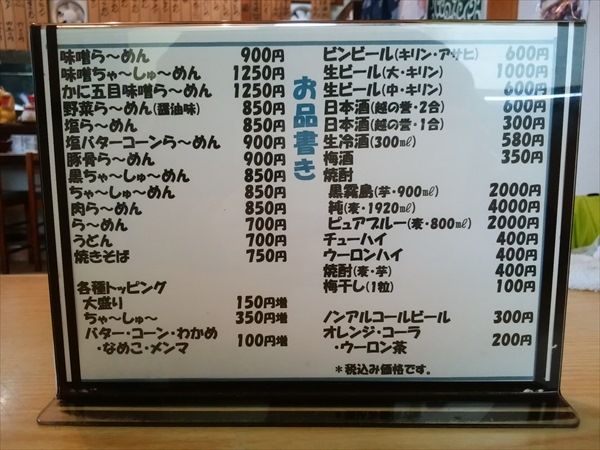 お品書き
味噌ら〜めん 900円
味噌ちゃ〜しゅ〜めん 1250円
かに五目味噌ら〜めん 1250円
野菜ら〜めん(醤油味) 850円
塩ら〜めん 850円
塩バターコーンら〜めん 900円
豚骨ら〜めん 900円
黒ちゃ〜しゅ〜めん 850円
ちゃ〜しゅ〜めん 850円
肉ら〜めん 850円
ら〜めん 700円
うどん 700円
焼きそば 750円
各種トッピング
大盛り 150円増
ちゃ〜しゅ〜 350円増
バター・コーン・わかめ
・なめこ・メンマ 100円増
ビンビール(キリン・アサヒ) 600円
生ビール(大・キリン) 1000円
生ビール(中・キリン) 600円
日本酒(越の誉・2合) 600円
日本酒(越の誉・1合) 300円
生冷酒(300㎖) 580円
梅酒 350円
焼酎
黒霧島(芋・900㎖) 2000円
純(麦・1920㎖) 4000円
ピュアブルー(麦・800㎖) 2000円
チューハイ 400円
ウーロンハイ 400円
焼酎(麦・芋) 400円
梅干し(1粒) 100円
ノンアルコールビール 300円
オレンジ・コーラ
・ウーロン茶 200円
*税込み価格です。